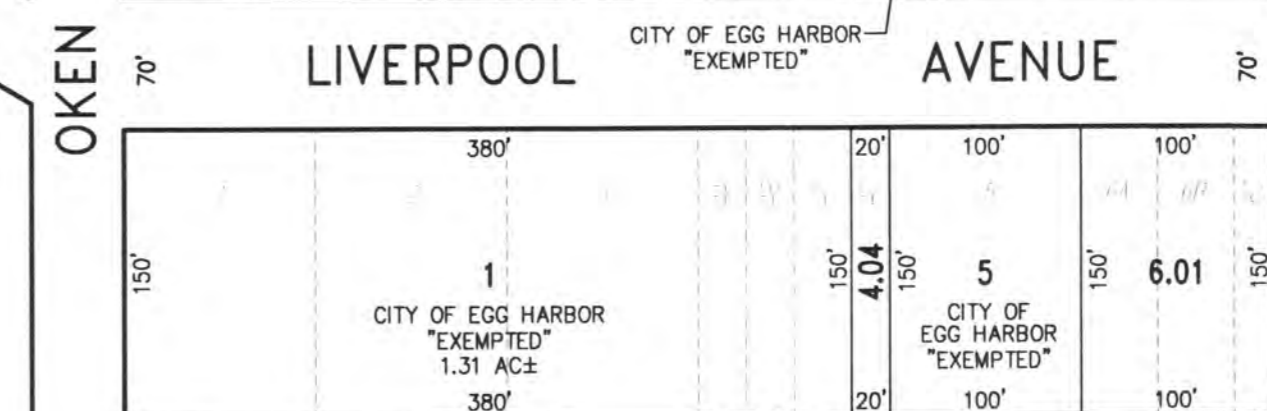 OKEN
70'
LIVERPOOL
CITY OF EGG HARBOR
"EXEMPTED"
AVENUE
70'
380'
20'
100'
100'
150'
1
CITY OF EGG HARBOR
"EXEMPTED"
1.31 AC±
150'
4.04
150'
5
CITY OF
EGG HARBOR
"EXEMPTED"
150'
6.01
150'
380'
20'
100'
100'